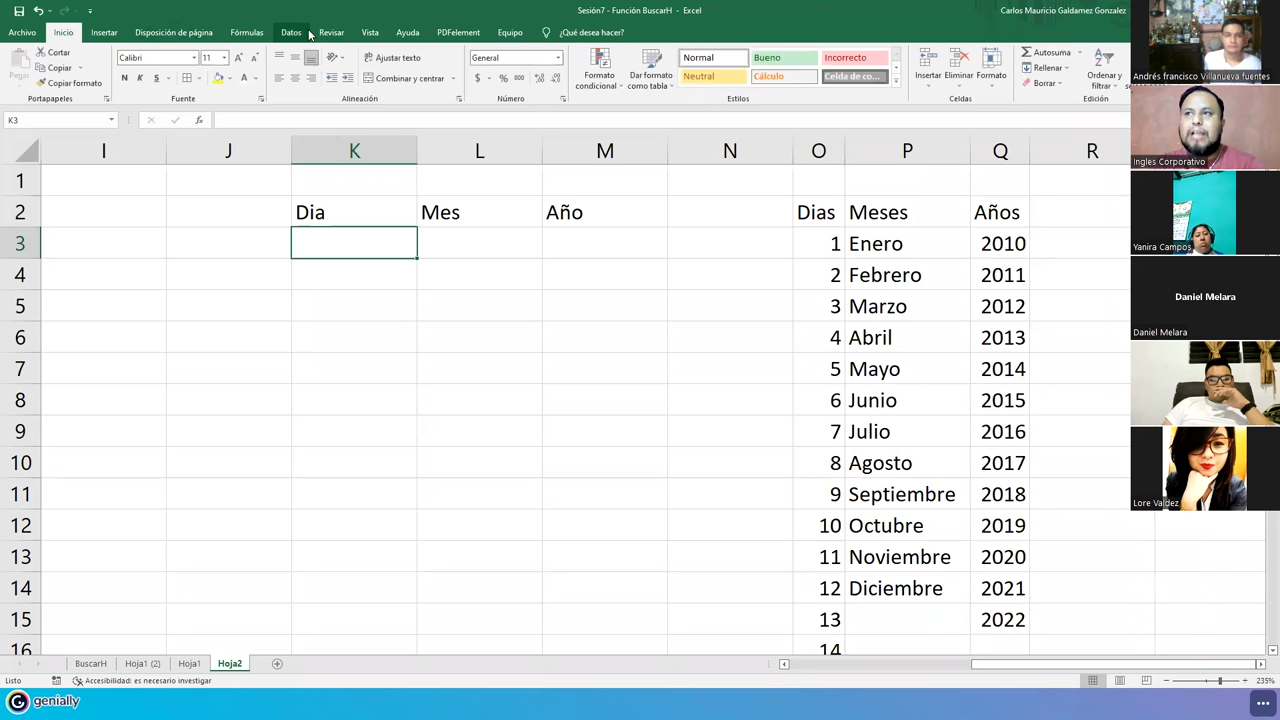 Sesión7 - Función BuscarH - Excel
Carlos Mauricio Galdamez Gonzalez
Archivo Inicio Insertar Disposición de página Fórmulas Datos Revisar Vista Ayuda PDFelement Equipo ¿Qué desea hacer?
Cortar
Copiar
Copiar formato
Pegar
Portapapeles
Calibri 11
N K S
Fuente
Ajustar texto
Combinar y centrar
Alineación
General
$ % 000
Número
Formato condicional
Dar formato como tabla
Normal Bueno Incorrecto
Neutral Cálculo Celda de co...
Estilos
Insertar Eliminar Formato
Celdas
Autosuma
Rellenar
Borrar
Ordenar y filtrar
Edición
K3
fx
I J K L M N O P Q R
1
2 Dia Mes Año Dias Meses Años
3 1 Enero 2010
4 2 Febrero 2011
5 3 Marzo 2012
6 4 Abril 2013
7 5 Mayo 2014
8 6 Junio 2015
9 7 Julio 2016
10 8 Agosto 2017
11 9 Septiembre 2018
12 10 Octubre 2019
13 11 Noviembre 2020
14 12 Diciembre 2021
15 13 2022
16 14
BuscarH Hoja1 (2) Hoja1 Hoja2
Listo Accesibilidad: es necesario investigar 235%
genially
Andrés francisco Villanueva fuentes
Ingles Corporativo
Yanira Campos
Daniel Melara
Daniel Melara
Lore Valdez